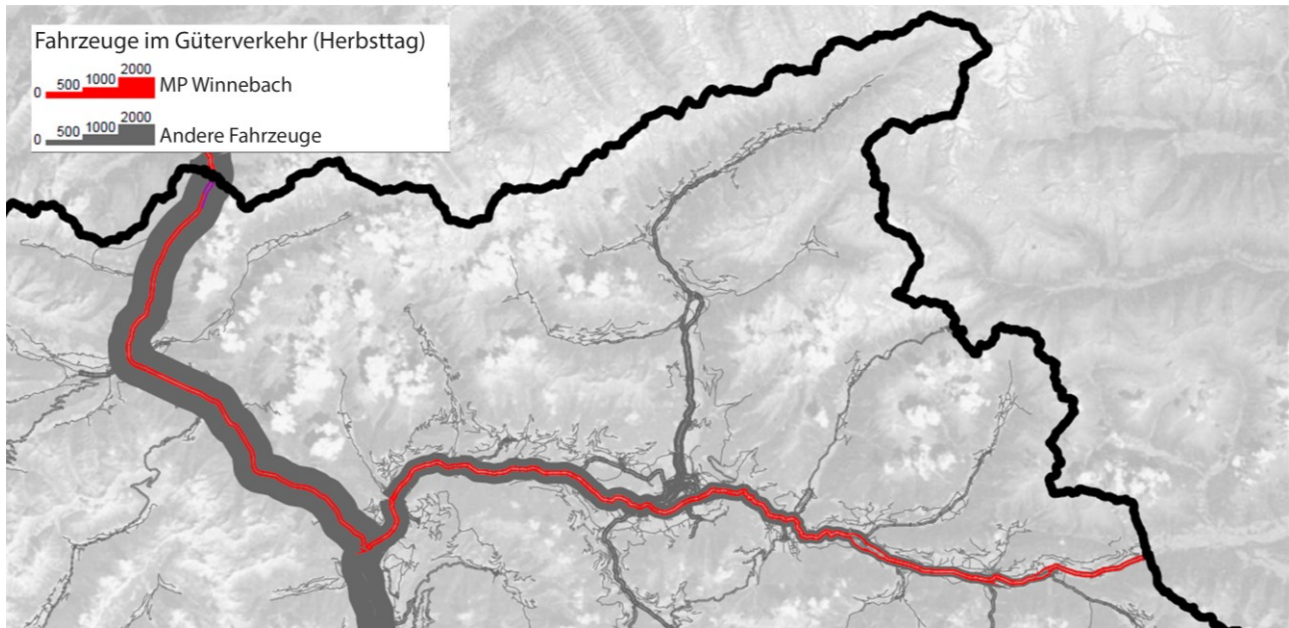 Fahrzeuge im Güterverkehr (Herbsttag)
0 500 1000 2000 MP Winnebach
0 500 1000 2000 Andere Fahrzeuge